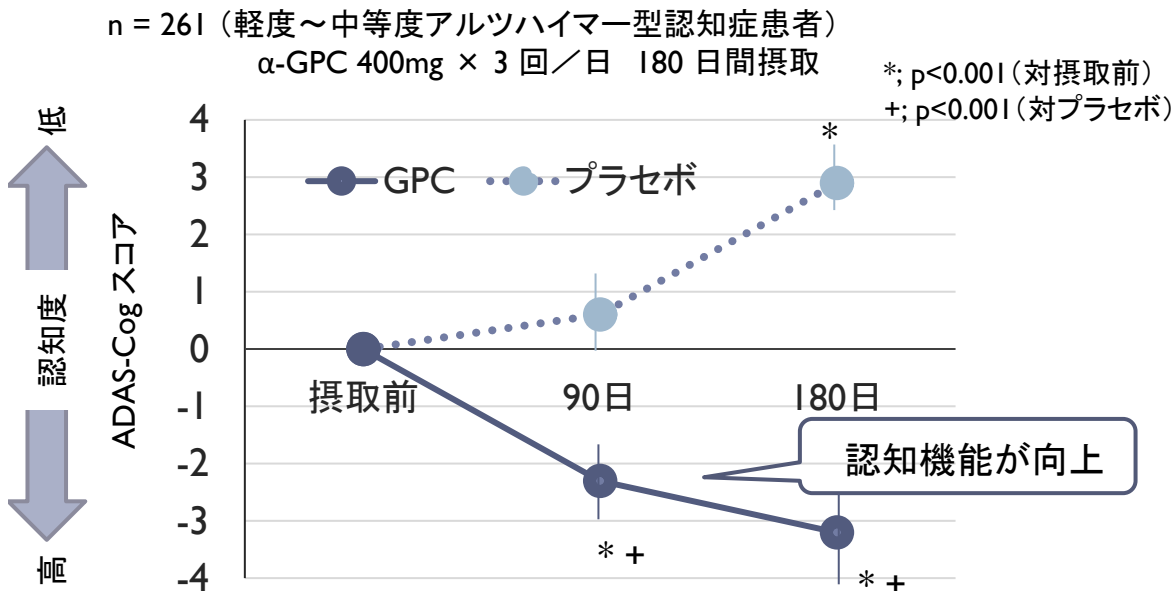 n = 261（軽度～中等度アルツハイマー型認知症患者）
α-GPC 400mg × 3 回／日 180 日間摂取
*; p<0.001（対摂取前）
+; p<0.001（対プラセボ）
低
認知度
高
ADAS-Cog スコア
4
3
2
1
0
-1
-2
-3
-4
GPC
プラセボ
*
摂取前
90日
180日
認知機能が向上
* +
* +